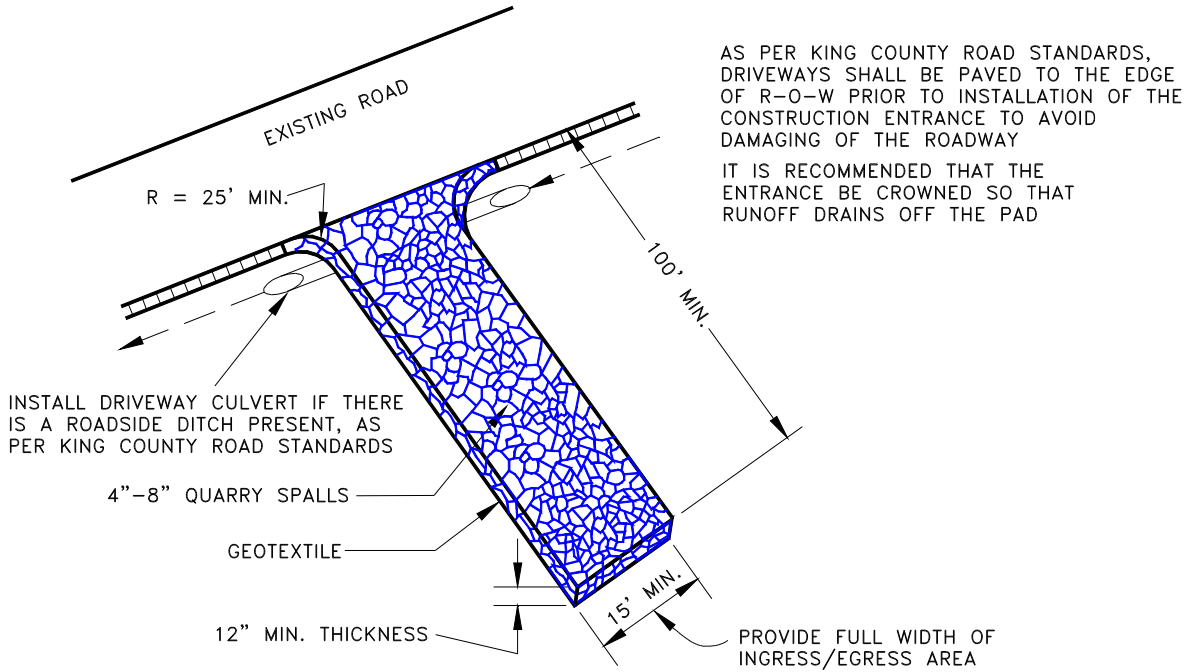 AS PER KING COUNTY ROAD STANDARDS,
DRIVEWAYS SHALL BE PAVED TO THE EDGE
OF R-O-W PRIOR TO INSTALLATION OF THE
CONSTRUCTION ENTRANCE TO AVOID
DAMAGING OF THE ROADWAY
IT IS RECOMMENDED THAT THE
ENTRANCE BE CROWNED SO THAT
RUNOFF DRAINS OFF THE PAD
EXISTING ROAD
R = 25' MIN.
100' MIN.
INSTALL DRIVEWAY CULVERT IF THERE
IS A ROADSIDE DITCH PRESENT, AS
PER KING COUNTY ROAD STANDARDS
4"-8" QUARRY SPALLS
GEOTEXTILE
12" MIN. THICKNESS
15' MIN.
PROVIDE FULL WIDTH OF
INGRESS/EGRESS AREA